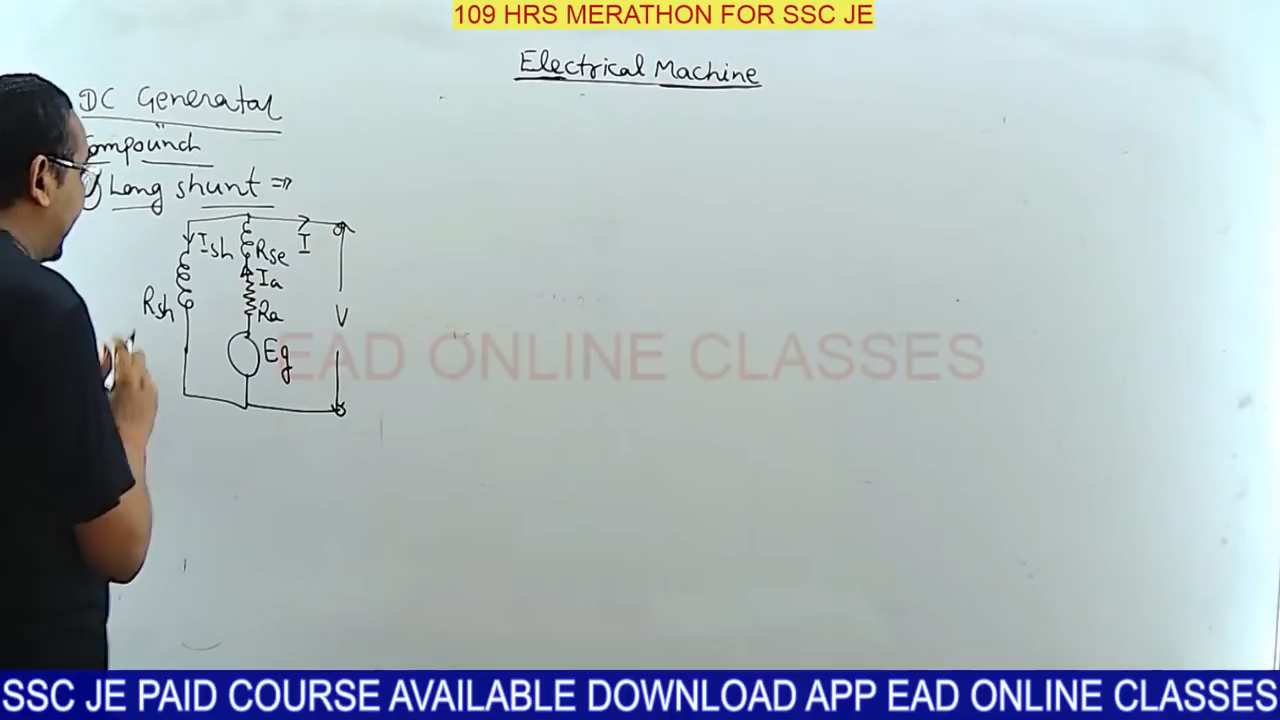 109 HRS MERATHON FOR SSC JE
Electrical Machine
DC Generator
Compound
Long shunt ⇒
Ish
Rse
I
Ia
Rsh
Ra
V
Eg
EAD ONLINE CLASSES
SSC JE PAID COURSE AVAILABLE DOWNLOAD APP EAD ONLINE CLASSES